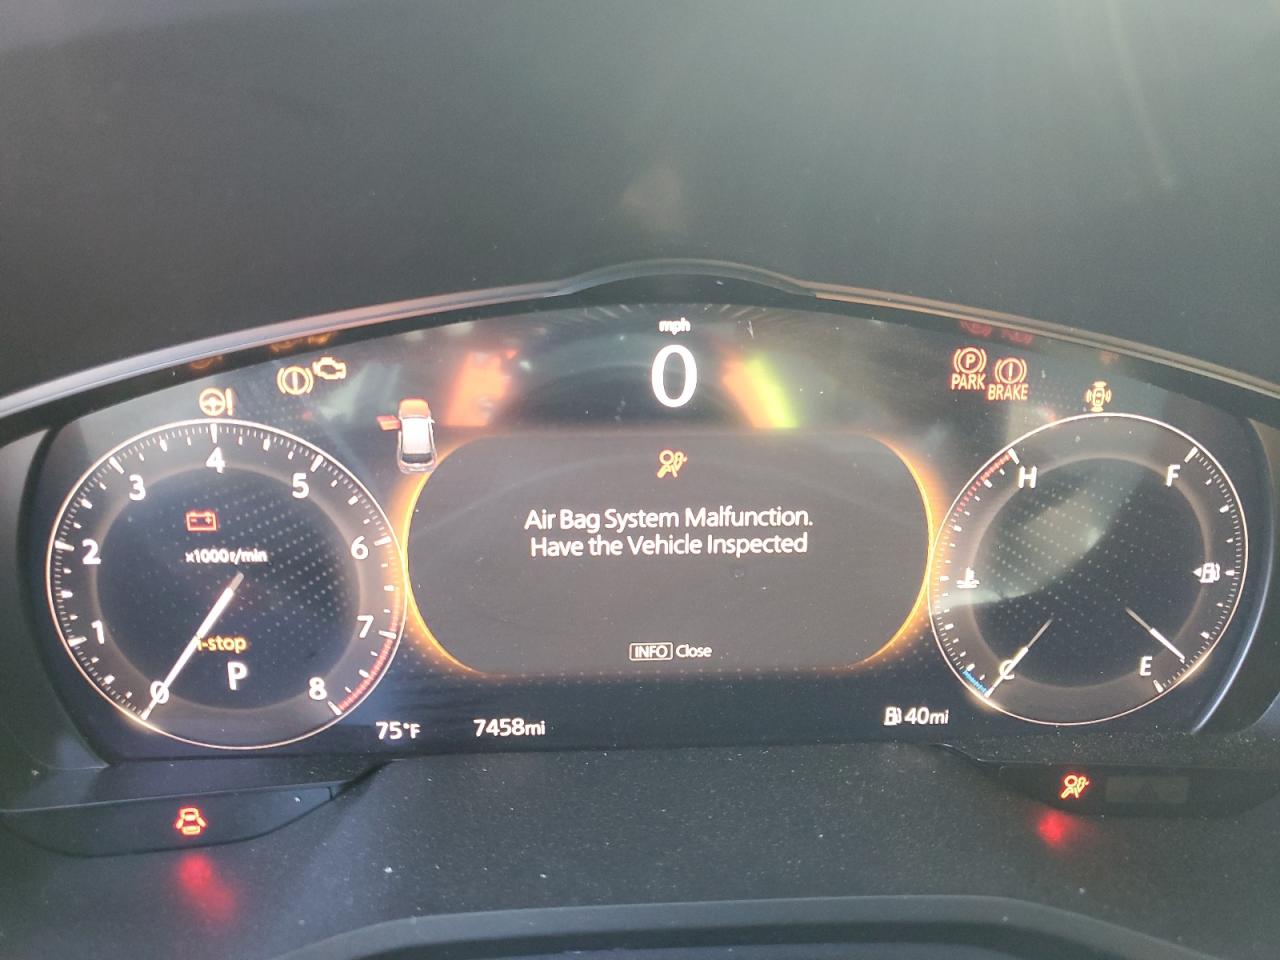 mph
0
P
PARK
BRAKE
4
3
5
2
6
x1000r/min
1
7
i-stop
P
0
8
Air Bag System Malfunction.
Have the Vehicle Inspected
INFO Close
H
F
C
E
75°F
7458mi
40mi